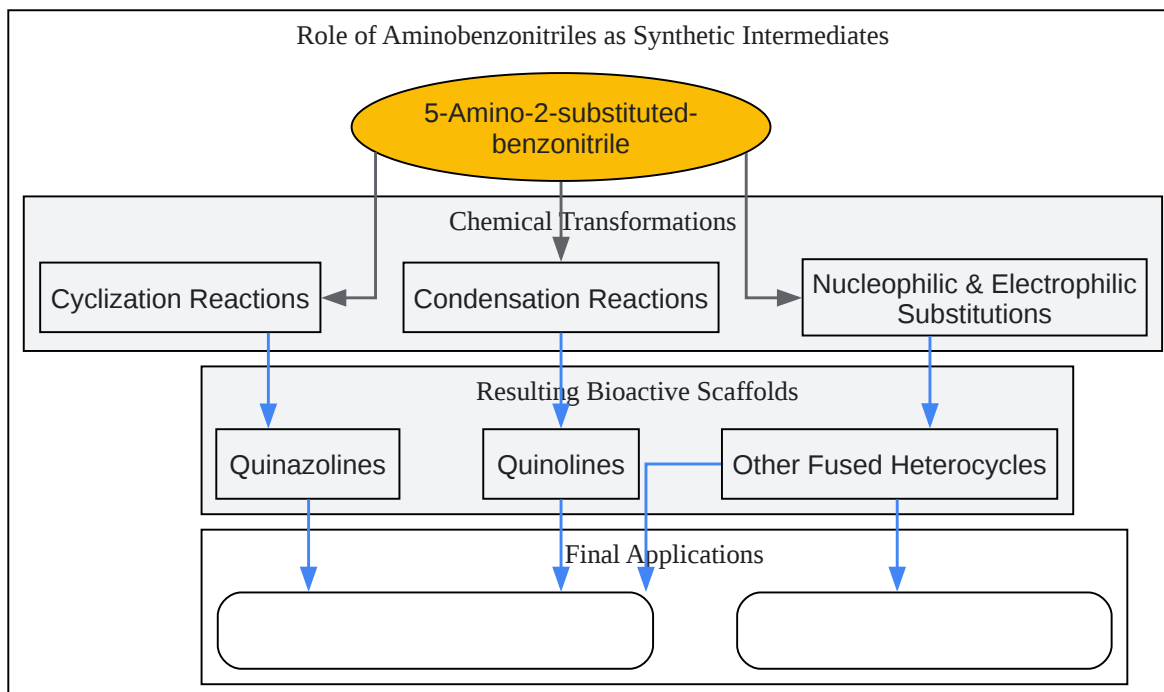 Role of Aminobenzonitriles as Synthetic Intermediates
5-Amino-2-substituted-
benzonitrile
Chemical Transformations
Cyclization Reactions
Condensation Reactions
Nucleophilic & Electrophilic
Substitutions
Resulting Bioactive Scaffolds
Quinazolines
Quinolines
Other Fused Heterocycles
Final Applications